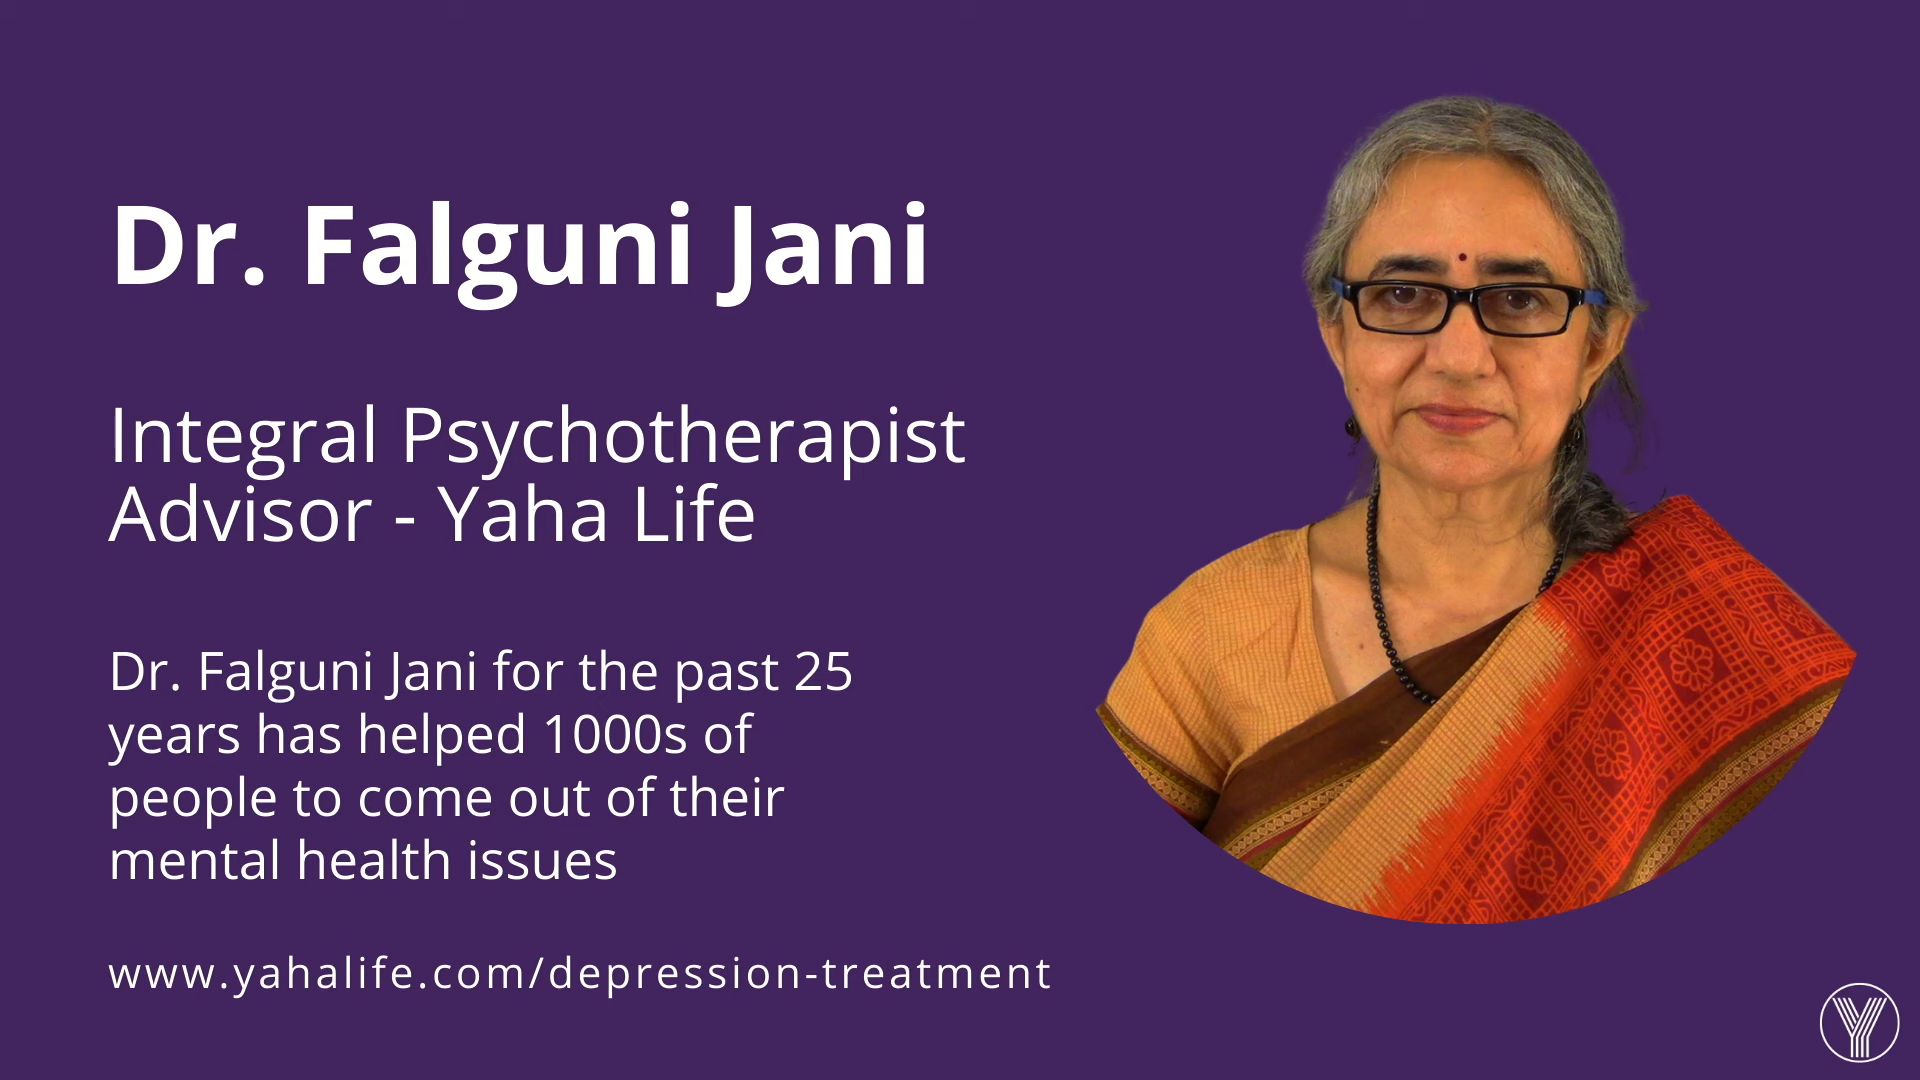 Dr. Falguni Jani
Integral Psychotherapist
Advisor - Yaha Life
Dr. Falguni Jani for the past 25
years has helped 1000s of
people to come out of their
mental health issues
www.yahalife.com/depression-treatment
Y